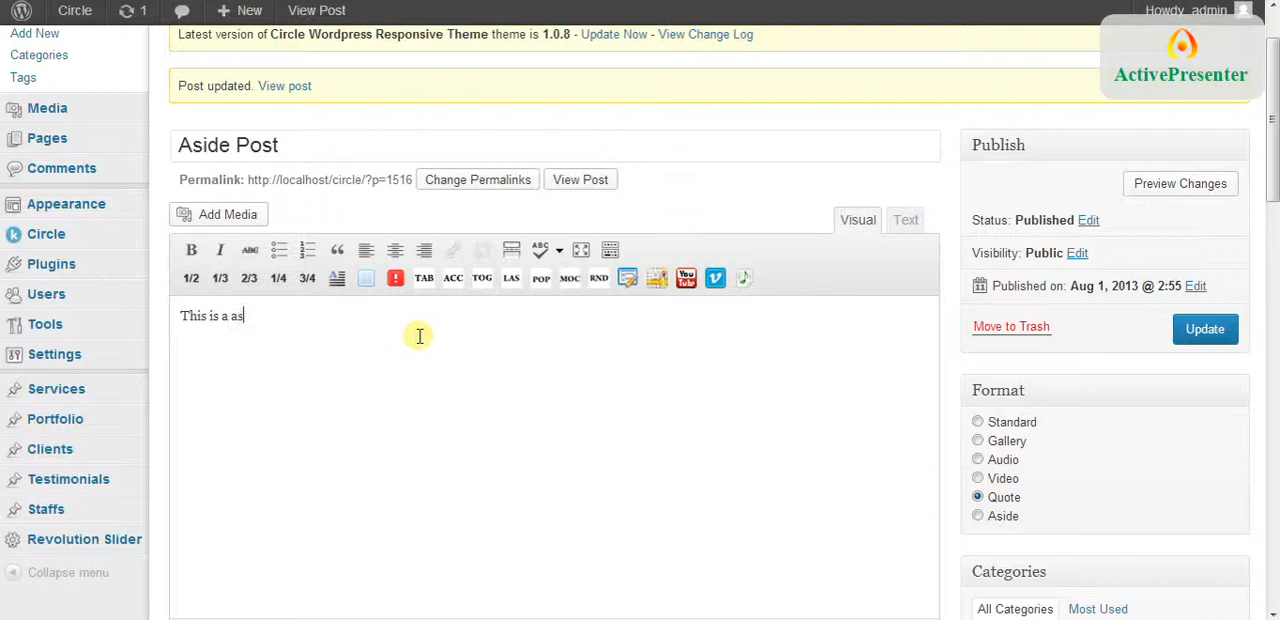 Circle 1 New View Post Howdy, admin
Add New
Latest version of Circle Wordpress Responsive Theme theme is 1.0.8 - Update Now - View Change Log
ActivePresenter
Categories
Tags
Post updated. View post
Media
Pages
Comments
Appearance
Circle
Plugins
Users
Tools
Settings
Services
Portfolio
Clients
Testimonials
Staffs
Revolution Slider
Collapse menu
Aside Post
Permalink: http://localhost/circle/?p=1516 Change Permalinks View Post
Add Media
Visual Text
B I ABC ABC
1/2 1/3 2/3 1/4 3/4 TAB ACC TOG LAS POP MOC RND You Tube
This is a as
Publish
Preview Changes
Status: Published Edit
Visibility: Public Edit
Published on: Aug 1, 2013 @ 2:55 Edit
Move to Trash Update
Format
Standard
Gallery
Audio
Video
Quote
Aside
Categories
All Categories Most Used